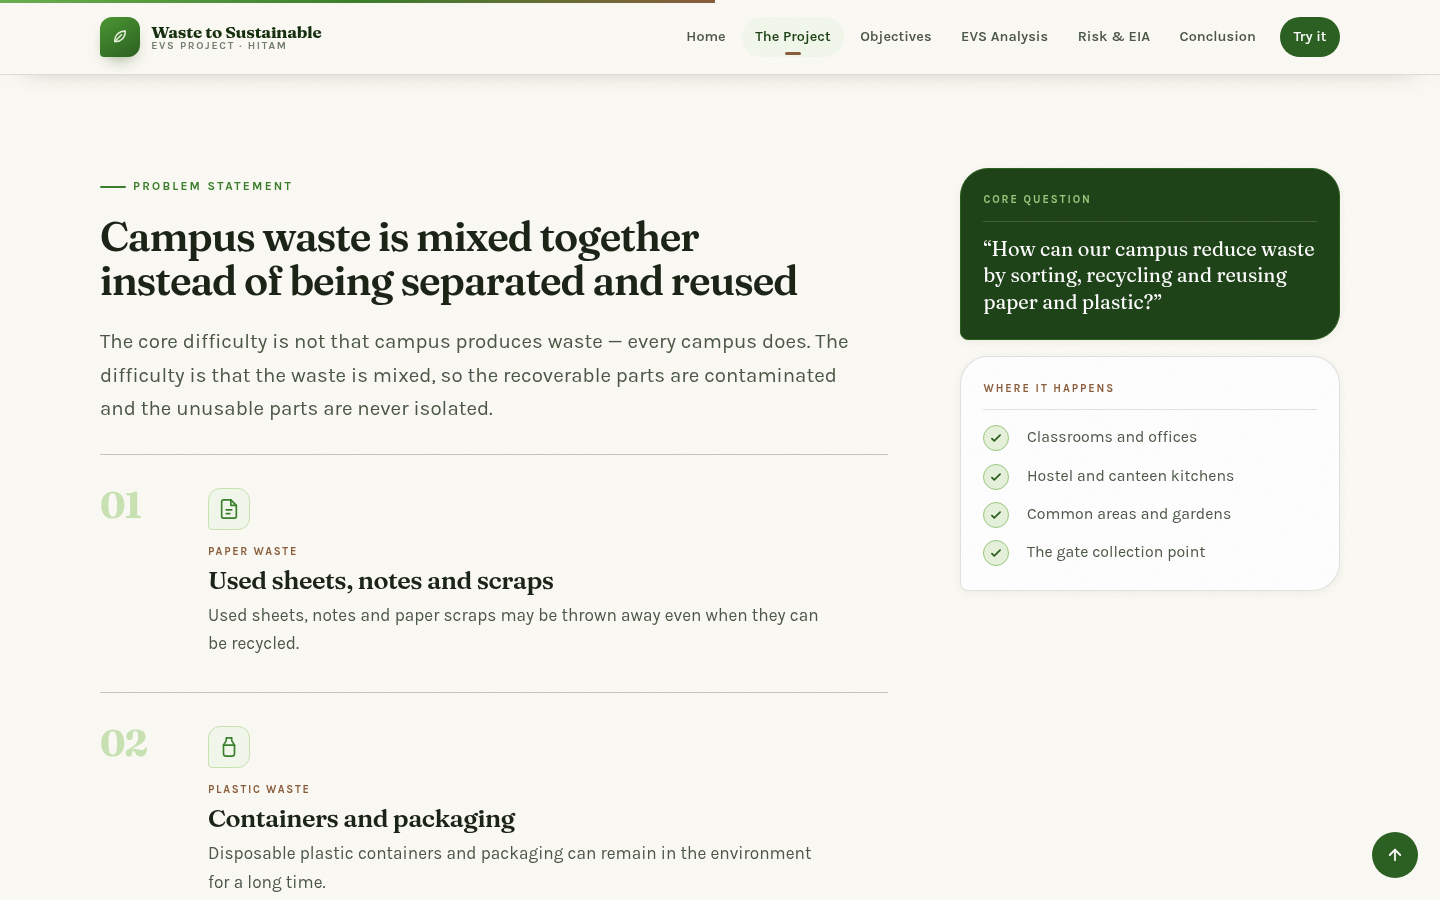 Waste to Sustainable
EVS PROJECT · HITAM
Home
The Project
Objectives
EVS Analysis
Risk & EIA
Conclusion
Try it
PROBLEM STATEMENT
Campus waste is mixed together
instead of being separated and reused
The core difficulty is not that campus produces waste — every campus does. The
difficulty is that the waste is mixed, so the recoverable parts are contaminated
and the unusable parts are never isolated.
01
PAPER WASTE
Used sheets, notes and scraps
Used sheets, notes and paper scraps may be thrown away even when they can
be recycled.
02
PLASTIC WASTE
Containers and packaging
Disposable plastic containers and packaging can remain in the environment
for a long time.
CORE QUESTION
“How can our campus reduce waste
by sorting, recycling and reusing
paper and plastic?”
WHERE IT HAPPENS
Classrooms and offices
Hostel and canteen kitchens
Common areas and gardens
The gate collection point